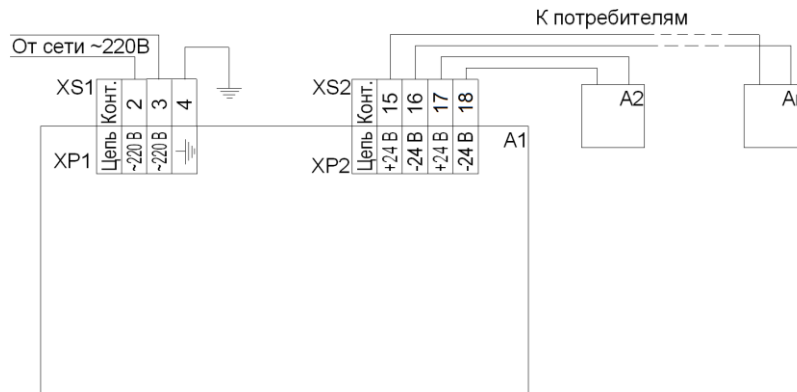 К потребителям
От сети ~220В
XS1
Конт. 2 3 4
XP1
Цепь ~220 В ~220 В
XS2
Конт. 15 16 17 18
XP2
Цепь +24 В -24 В +24 В -24 В
A1
A2